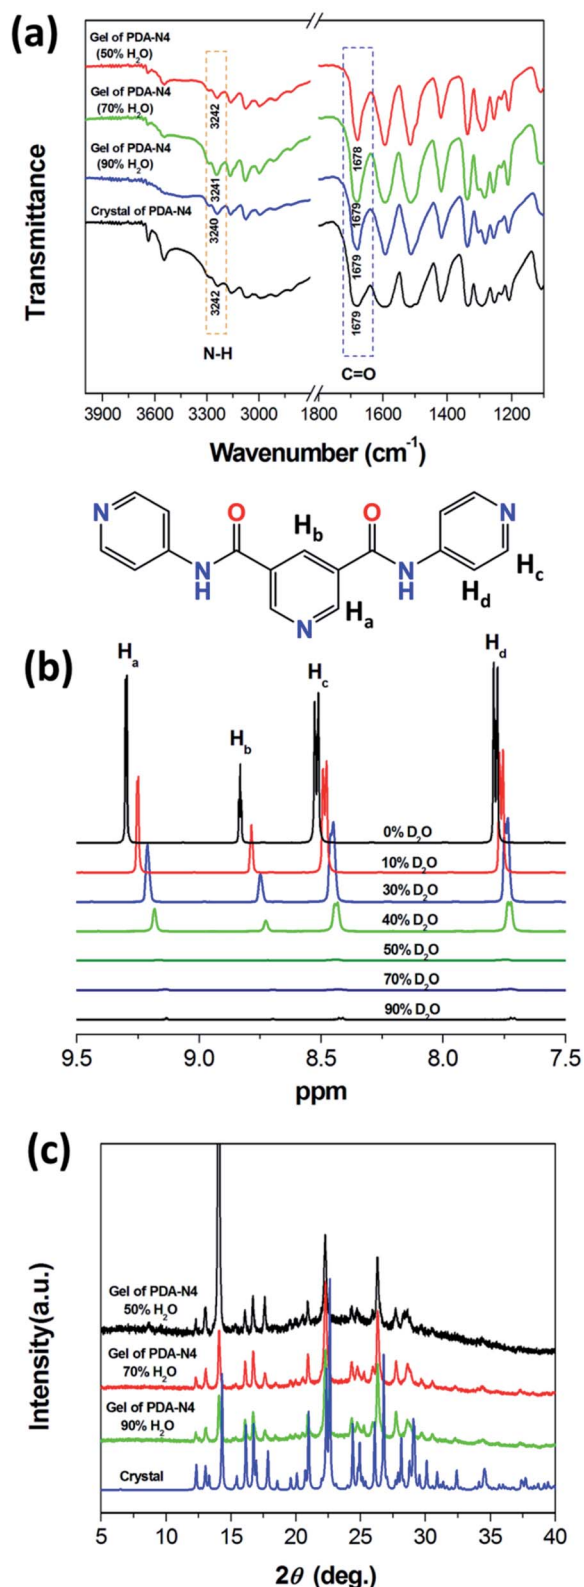 (a)
Gel of PDA-N4
(50% H2O)
Gel of PDA-N4
(70% H2O)
Gel of PDA-N4
(90% H2O)
Crystal of PDA-N4
3242
3241
3240
3242
1678
1679
1679
1679
N-H
C=O
Transmittance
3900 3600 3300 3000 1800 1600 1400 1200
Wavenumber (cm-1)
N O Hb O N
N H N H Hc
N Ha Hd
(b)
Ha
Hb
Hc
Hd
0% D2O
10% D2O
30% D2O
40% D2O
50% D2O
70% D2O
90% D2O
9.5 9.0 8.5 8.0 7.5
ppm
(c)
Gel of PDA-N4
50% H2O
Gel of PDA-N4
70% H2O
Gel of PDA-N4
90% H2O
Crystal
Intensity(a.u.)
5 10 15 20 25 30 35 40
2θ (deg.)